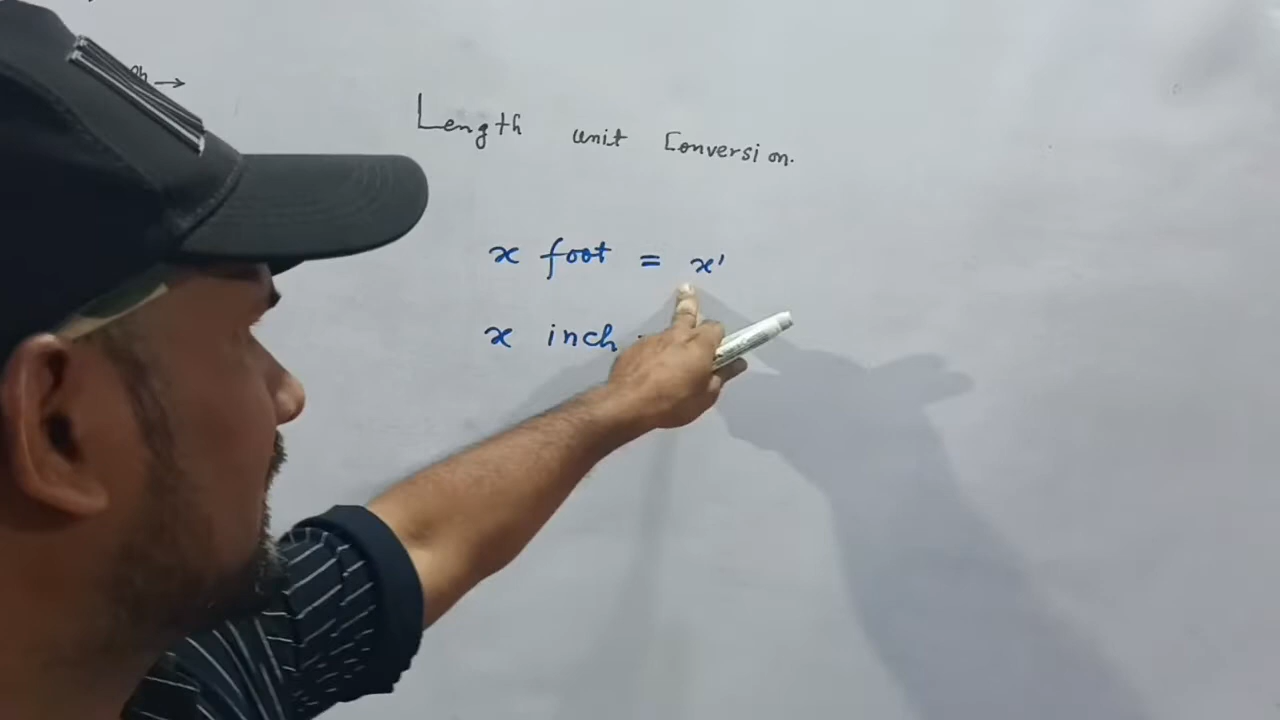 Length unit Conversion.
x foot = x'
x inch